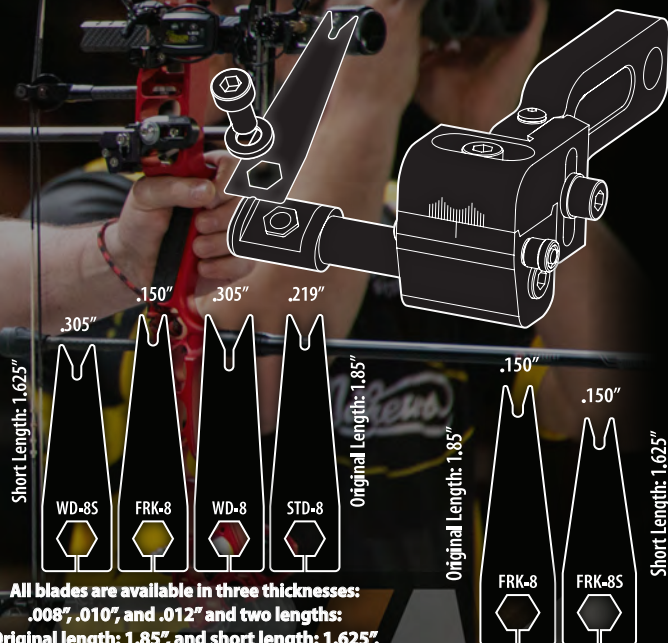 .305" .150" .305" .219"
Short Length: 1.625"
WD-8S FRK-8 WD-8 STD-8
Original Length: 1.85"
.150" .150"
Original Length: 1.85"
FRK-8 FRK-8S
Short Length: 1.625"
All blades are available in three thicknesses:
.008", .010", and .012" and two lengths:
Original length: 1.85", and short length: 1.625".